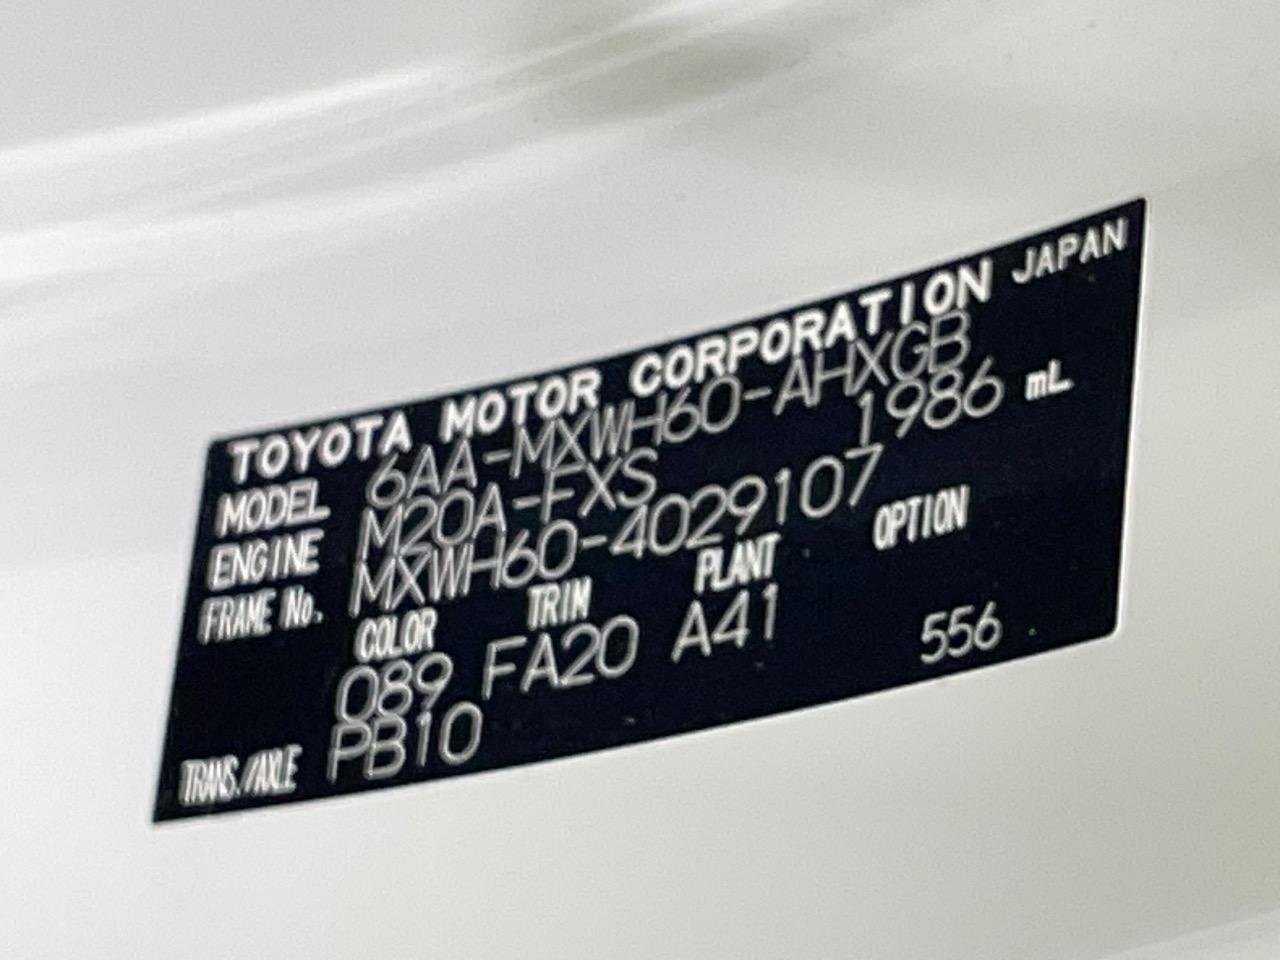 TOYOTA MOTOR CORPORATION JAPAN
MODEL 6AA-MXWH60-AHXGB
ENGINE M20A-FXS 1986 mL
FRAME No. MXWH60-4029107
COLOR TRIM PLANT OPTION
089 FA20 A41 556
TRANS./AXLE PB10